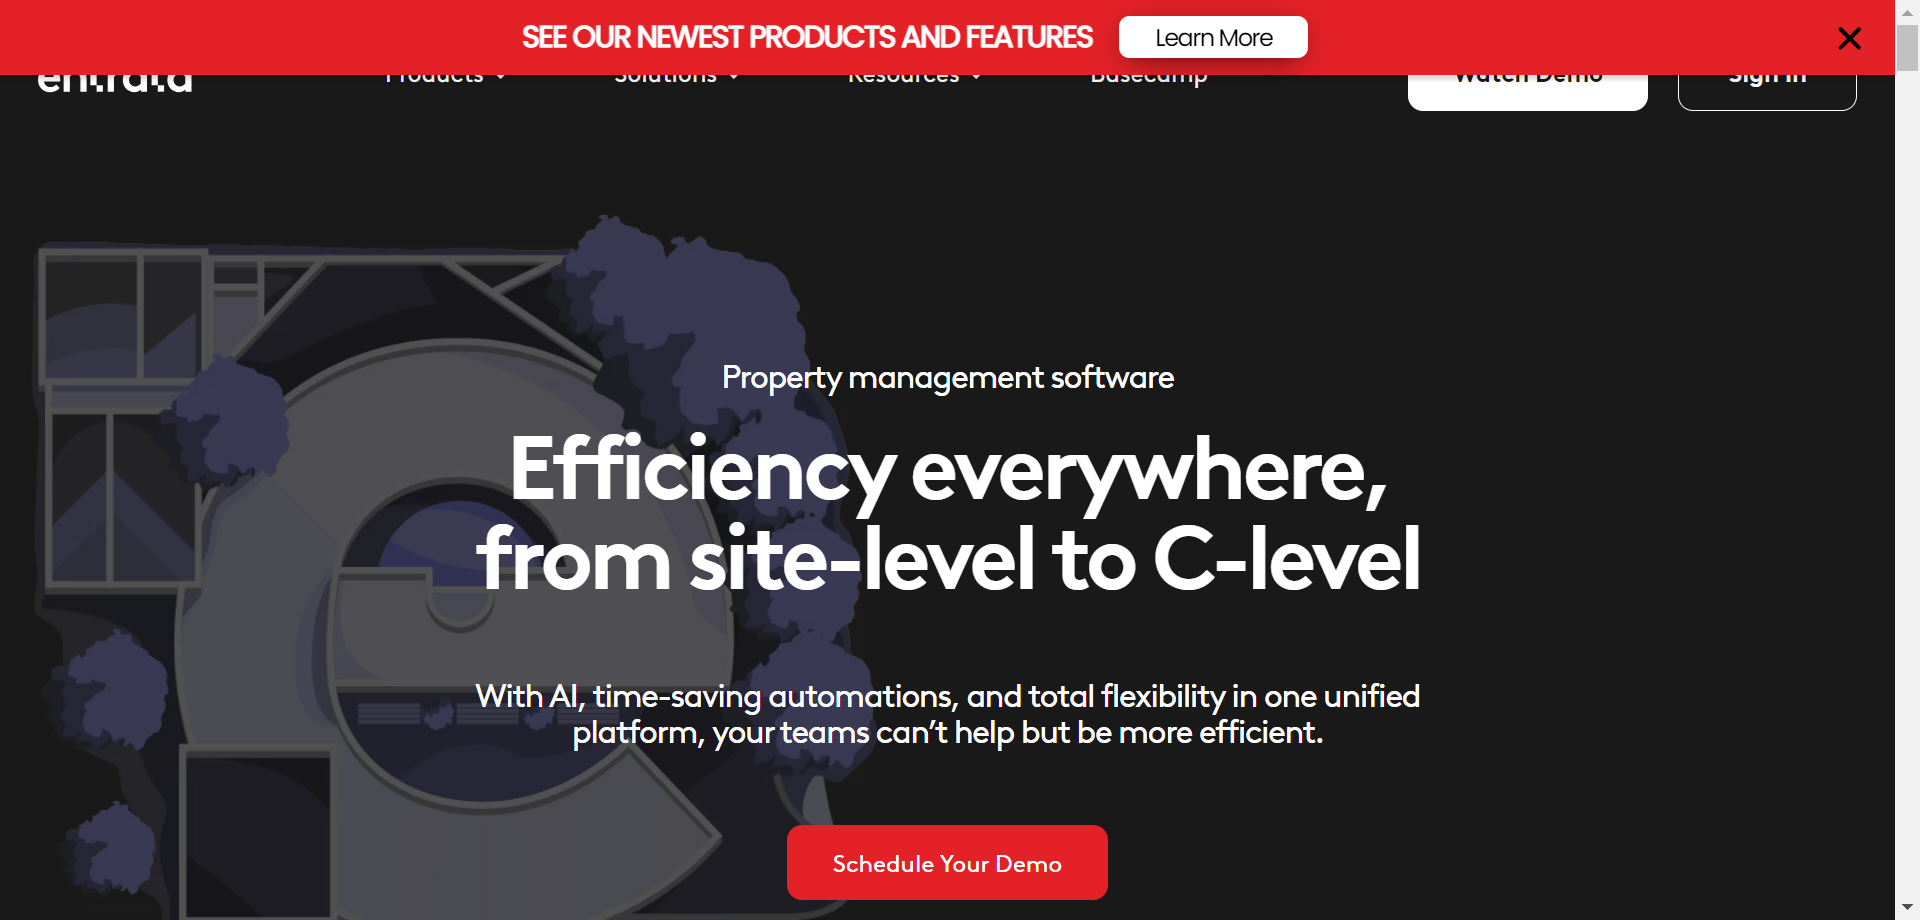 SEE OUR NEWEST PRODUCTS AND FEATURES
Learn More
entrata
Products
Solutions
Resources
Basecamp
Watch Demo
Sign In
Property management software
Efficiency everywhere,
from site-level to C-level
With AI, time-saving automations, and total flexibility in one unified
platform, your teams can’t help but be more efficient.
Schedule Your Demo